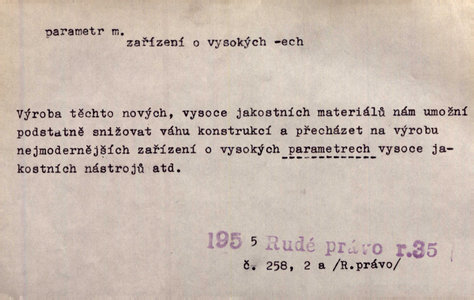 parametr m.
zařízení o vysokých -ech
Výroba těchto nových, vysoce jakostních materiálů nám umožní
podstatně snižovat váhu konstrukcí a přecházet na výrobu
nejmodernějších zařízení o vysokých parametrech vysoce ja-
kostních nástrojů atd.
195 5 Rudé právo r.35
č. 258, 2 a /R.právo/